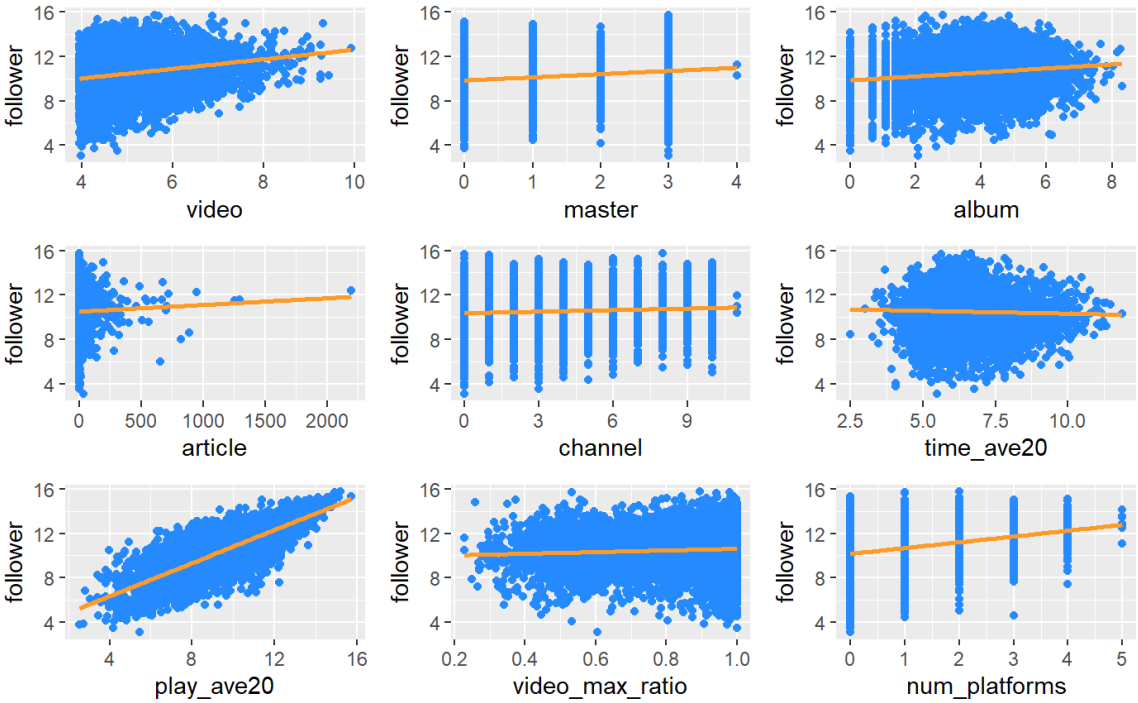 follower
16
12
8
4
4 6 8 10
video
follower
16
12
8
4
0 1 2 3 4
master
follower
16
12
8
4
0 2 4 6 8
album
follower
16
12
8
4
0 500 1000 1500 2000
article
follower
16
12
8
4
0 3 6 9
channel
follower
16
12
8
4
2.5 5.0 7.5 10.0
time_ave20
follower
16
12
8
4
4 8 12 16
play_ave20
follower
16
12
8
4
0.2 0.4 0.6 0.8 1.0
video_max_ratio
follower
16
12
8
4
0 1 2 3 4 5
num_platforms